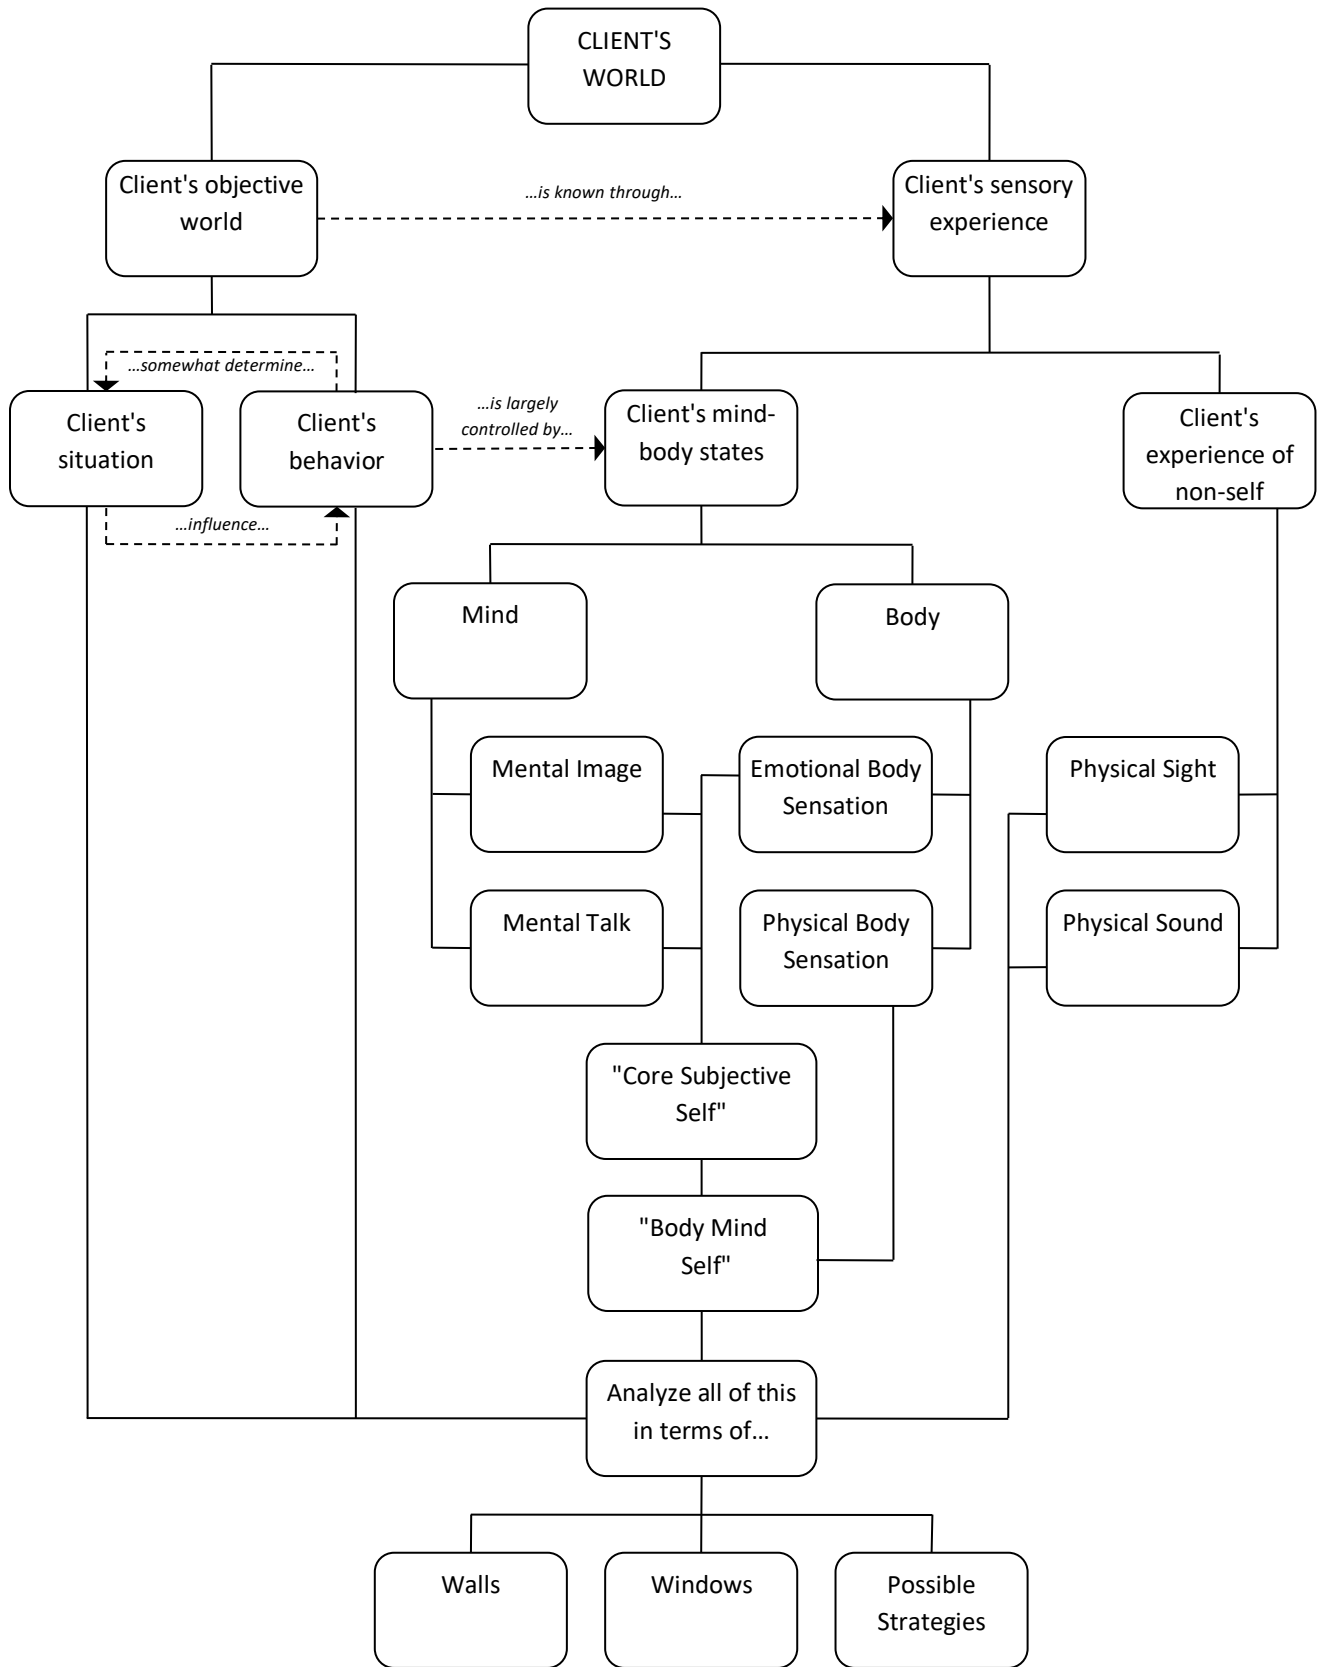 CLIENT'S
WORLD
Client's objective
world
...is known through...
Client's sensory
experience
...somewhat determine...
Client's
situation
Client's
behavior
...influence...
...is largely
controlled by...
Client's mind-
body states
Client's
experience of
non-self
Mind
Body
Mental Image
Emotional Body
Sensation
Physical Sight
Mental Talk
Physical Body
Sensation
Physical Sound
"Core Subjective
Self"
"Body Mind
Self"
Analyze all of this
in terms of...
Walls
Windows
Possible
Strategies